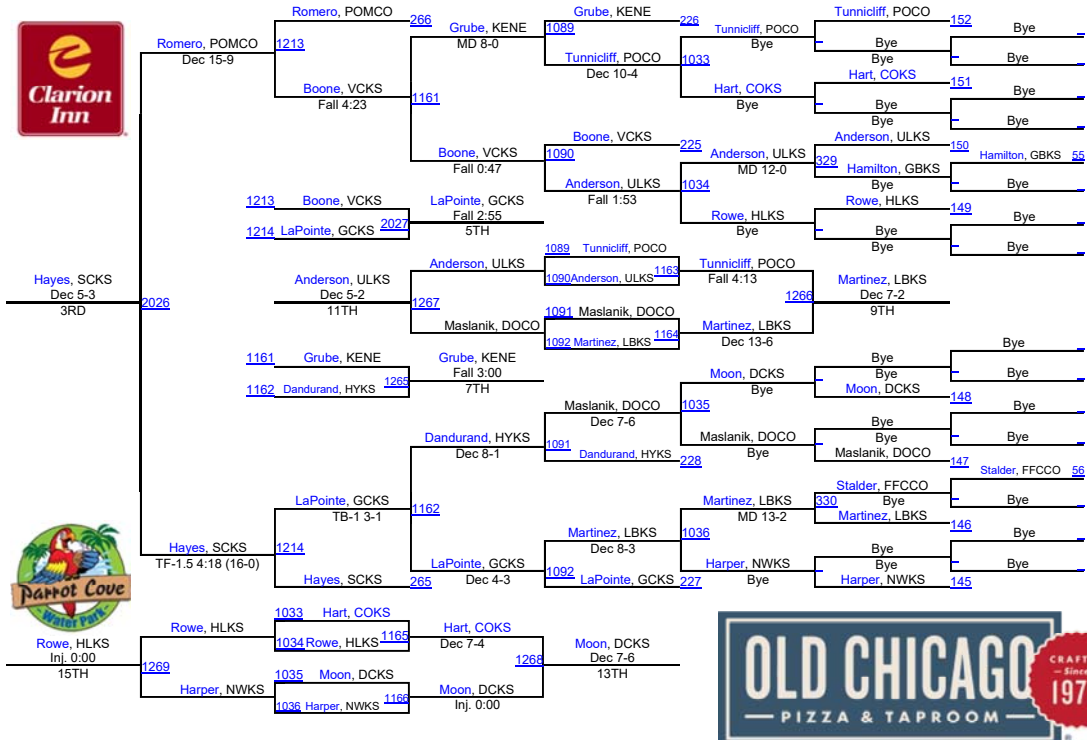 Romero, POMCO 266
Grube, KENE
MD 8-0
1089
Grube, KENE 226
Tunnicliff, POCO
Bye
Tunnicliff, POCO 152
Bye
Bye
Bye
Bye
Romero, POMCO
Dec 15-9
1213
Tunnicliff, POCO
Dec 10-4
1033
Hart, COKS
Bye
Hart, COKS 151
Bye
Bye
Bye
Bye
Clarion
Inn
Boone, VCKS
Fall 4:23
1161
Boone, VCKS
Fall 0:47
1090
Boone, VCKS 225
Anderson, ULKS
MD 12-0
329
Anderson, ULKS 150
Hamilton, GBKS
Bye
Hamilton, GBKS 55
Bye
Anderson, ULKS
Fall 1:53
1034
Rowe, HLKS
Bye
Rowe, HLKS 149
Bye
Bye
Bye
Bye
1213 Boone, VCKS
1214 LaPointe, GCKS
2027
LaPointe, GCKS
Fall 2:55
5TH
Hayes, SCKS
Dec 5-3
3RD
2026
Anderson, ULKS
Dec 5-2
11TH
1267
Anderson, ULKS
Maslanik, DOCO
1089 Tunnicliff, POCO
1090 Anderson, ULKS
1163
Tunnicliff, POCO
Fall 4:13
1091 Maslanik, DOCO
1092 Martinez, LBKS
1164
Martinez, LBKS
Dec 13-6
1266
Martinez, LBKS
Dec 7-2
9TH
1161 Grube, KENE
1162 Dandurand, HYKS
1265
Grube, KENE
Fall 3:00
7TH
Moon, DCKS
Bye
Bye
Bye
Moon, DCKS 148
Bye
Bye
Maslanik, DOCO
Dec 7-6
1035
Maslanik, DOCO
Bye
Bye
Bye
Maslanik, DOCO 147
Bye
Bye
Dandurand, HYKS
Dec 8-1
1091
Dandurand, HYKS 228
LaPointe, GCKS
TB-1 3-1
1162
Martinez, LBKS
MD 13-2
330
Stalder, FFCCO
Bye
Martinez, LBKS 146
Stalder, FFCCO 56
Bye
Martinez, LBKS
Dec 8-3
1036
Harper, NWKS
Bye
Bye
Bye
Harper, NWKS 145
Bye
Bye
LaPointe, GCKS
Dec 4-3
1092
LaPointe, GCKS 227
Hayes, SCKS
TF-1.5 4:18 (16-0)
1214
Hayes, SCKS 265
Parrot Cove
Water Park
Rowe, HLKS
Inj. 0:00
15TH
1269
Rowe, HLKS
Harper, NWKS
1033 Hart, COKS
1034 Rowe, HLKS
1165
Hart, COKS
Dec 7-4
1035 Moon, DCKS
1036 Harper, NWKS
1166
Moon, DCKS
Inj. 0:00
1268
Moon, DCKS
Dec 7-6
13TH
OLD CHICAGO
PIZZA & TAPROOM
CRAFT
Since
197